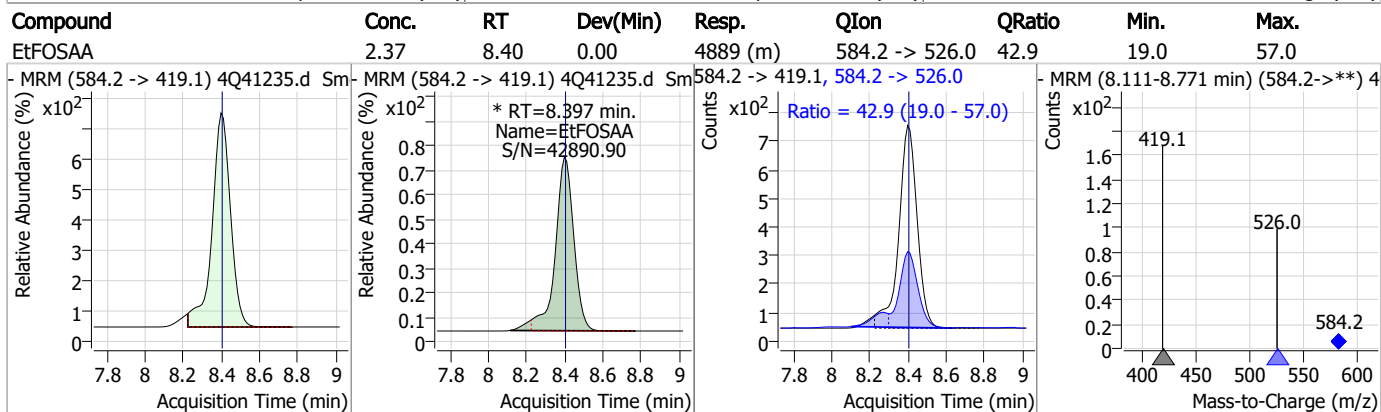 Compound Conc. RT Dev(Min) Resp. QIon QRatio Min. Max.
EtFOSAA 2.37 8.40 0.00 4889 (m) 584.2 -> 526.0 42.9 19.0 57.0
- MRM (584.2 -> 419.1) 4Q41235.d Sm
Relative Abundance (%)
x10²
6
5
4
3
2
1
0
7.8 8 8.2 8.4 8.6 8.8 9
Acquisition Time (min)
- MRM (584.2 -> 419.1) 4Q41235.d
Relative Abundance (%)
x10²
* RT=8.397 min.
Name=EtFOSAA
S/N=42890.90
0.8
0.7
0.6
0.5
0.4
0.3
0.2
0.1
0
7.8 8 8.2 8.4 8.6 8.8 9
Acquisition Time (min)
584.2 -> 419.1, 584.2 -> 526.0
Counts
x10²
Ratio = 42.9 (19.0 - 57.0)
7
6
5
4
3
2
1
0
7.8 8 8.2 8.4 8.6 8.8 9
Acquisition Time (min)
- MRM (8.111-8.771 min) (584.2->**) 4
Counts
x10²
419.1
526.0
584.2
1.6
1.4
1.2
1
0.8
0.6
0.4
0.2
0
400 450 500 550 600
Mass-to-Charge (m/z)